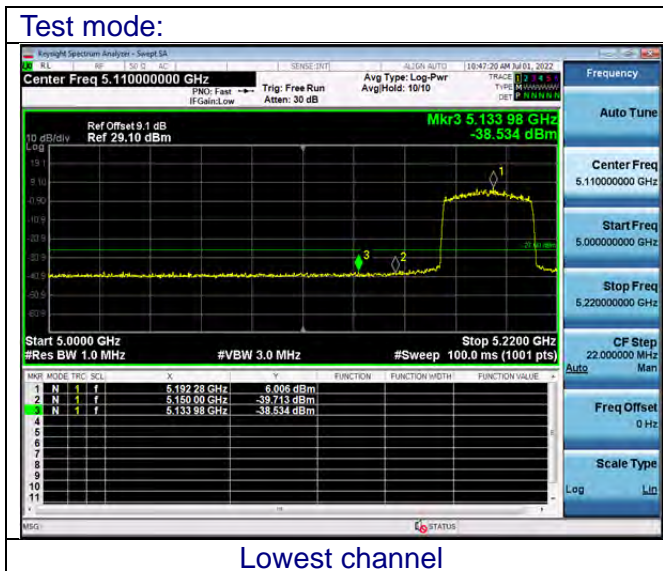 Test mode:
Keysight Spectrum Analyzer - Swept SA
RL RF 50 Ω AC SENSE:INT ALIGN AUTO 10:47:20 AM Jul 01, 2022
Center Freq 5.110000000 GHz
PNO: Fast Trig: Free Run Avg Type: Log-Pwr TRACE 1 2 3 4 5 6
IFGain:Low Atten: 30 dB Avg|Hold: 10/10 TYPE M WWWWW
DET P N N N N N
Frequency
Auto Tune
Mkr3 5.133 98 GHz
-38.534 dBm
Ref Offset 9.1 dB
10 dB/div Ref 29.10 dBm
Log
19.1
9.10
-0.90
-10.9
-20.9
-30.9
-40.9
-50.9
-60.9
1
2
3
Center Freq
5.110000000 GHz
Start Freq
5.000000000 GHz
Stop Freq
5.220000000 GHz
Start 5.0000 GHz Stop 5.2200 GHz
#Res BW 1.0 MHz #VBW 3.0 MHz #Sweep 100.0 ms (1001 pts)
CF Step
22.000000 MHz
Auto Man
MKR MODE TRC SCL X Y FUNCTION FUNCTION WIDTH FUNCTION VALUE
1 N 1 f 5.192 28 GHz 6.006 dBm
2 N 1 f 5.150 00 GHz -39.713 dBm
3 N 1 f 5.133 98 GHz -38.534 dBm
4
5
6
7
8
9
10
11
Freq Offset
0 Hz
Scale Type
Log Lin
MSG STATUS
Lowest channel